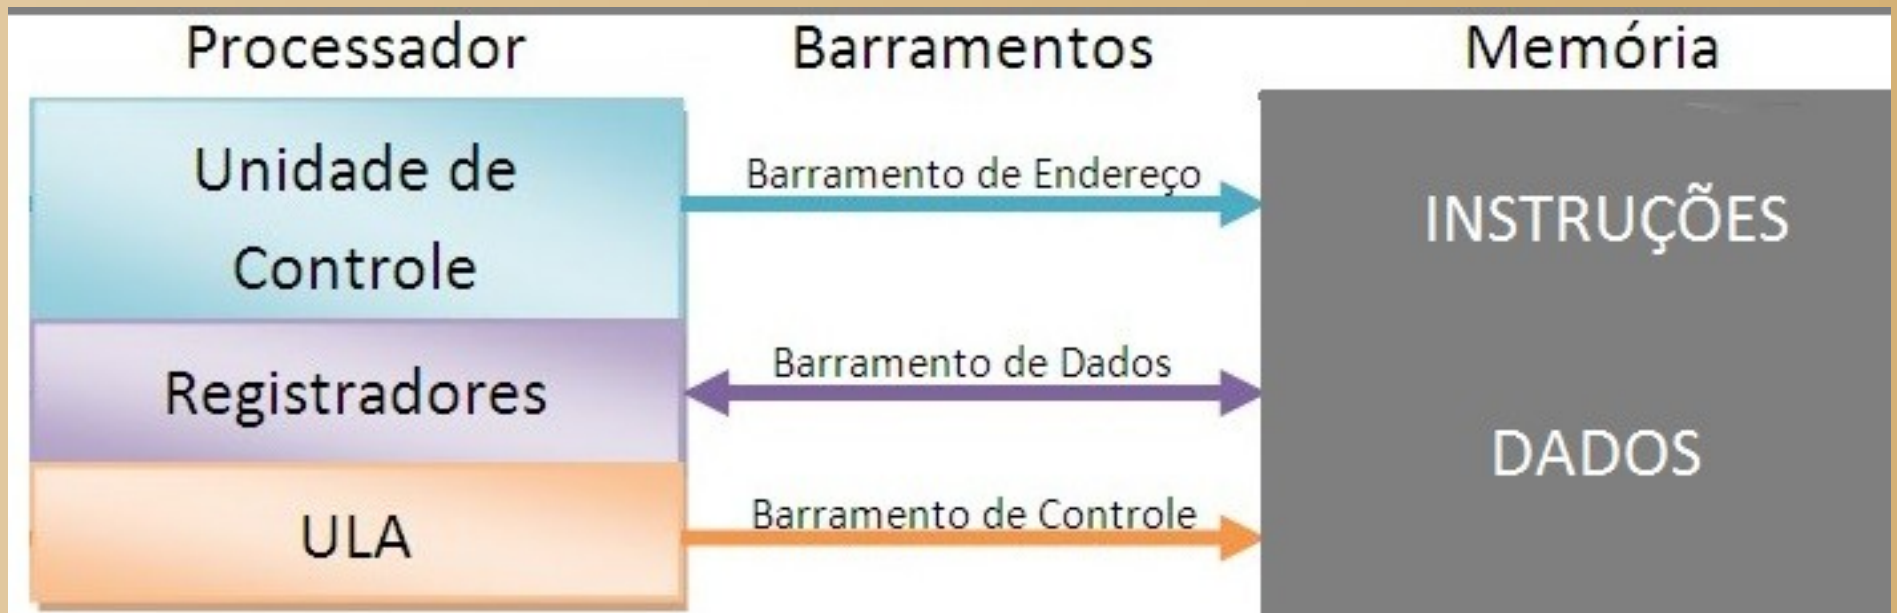 Processador
Barramentos
Memória
Unidade de
Controle
Registradores
ULA
Barramento de Endereço
Barramento de Dados
Barramento de Controle
INSTRUÇÕES
DADOS